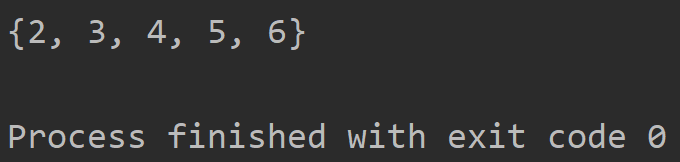 {2, 3, 4, 5, 6}
Process finished with exit code 0